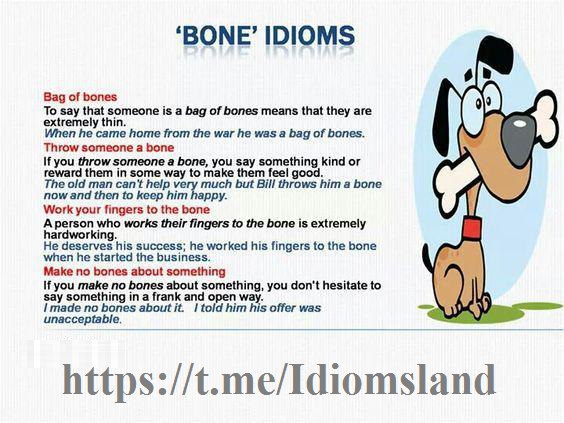 'BONE' IDIOMS
Bag of bones
To say that someone is a bag of bones means that they are
extremely thin.
When he came home from the war he was a bag of bones.
Throw someone a bone
If you throw someone a bone, you say something kind or
reward them in some way to make them feel good.
The old man can't help very much but Bill throws him a bone
now and then to keep him happy.
Work your fingers to the bone
A person who works their fingers to the bone is extremely
hardworking.
He deserves his success; he worked his fingers to the bone
when he started the business.
Make no bones about something
If you make no bones about something, you don't hesitate to
say something in a frank and open way.
I made no bones about it. I told him his offer was
unacceptable.
https://t.me/Idiomsland